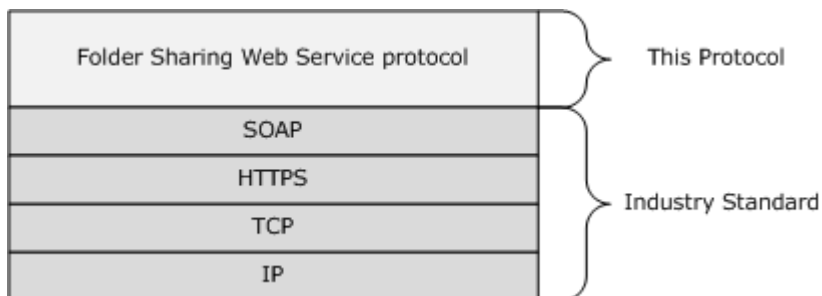 Folder Sharing Web Service protocol
This Protocol
SOAP
HTTPS
TCP
IP
Industry Standard